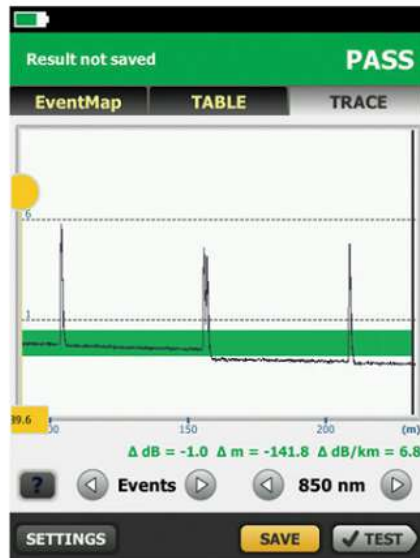 Result not saved
PASS
EventMap
TABLE
TRACE
6
1
89.6
150
200
(m)
Δ dB = -1.0 Δ m = -141.8 Δ dB/km = 6.8
?
Events
850 nm
SETTINGS
SAVE
TEST